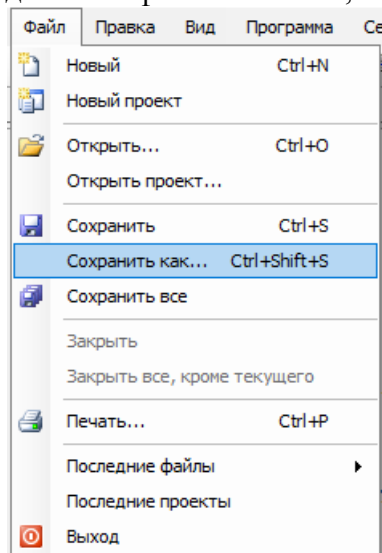 Файл Правка Вид Программа Се
Новый Ctrl+N
Новый проект
Открыть... Ctrl+O
Открыть проект...
Сохранить Ctrl+S
Сохранить как... Ctrl+Shift+S
Сохранить все
Закрыть
Закрыть все, кроме текущего
Печать... Ctrl+P
Последние файлы
Последние проекты
Выход